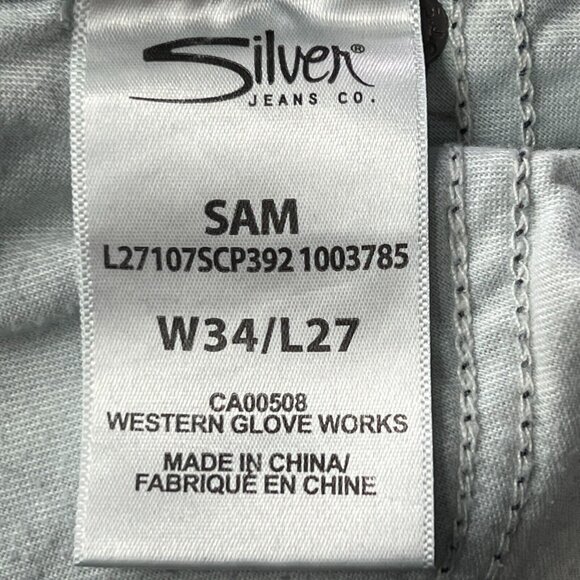 Silver®
JEANS CO.
SAM
L27107SCP392 1003785
W34/L27
CA00508
WESTERN GLOVE WORKS
MADE IN CHINA/
FABRIQUÉ EN CHINE